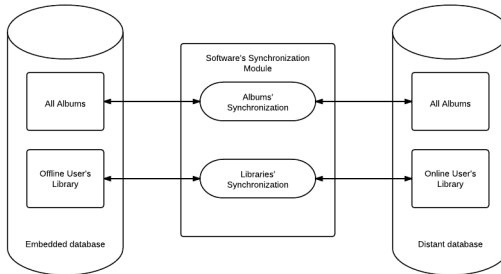 Software's Synchronization
Module
All Albums
Albums'
Synchronization
All Albums
Offline User's
Library
Libraries'
Synchronization
Online User's
Library
Embedded database
Distant database